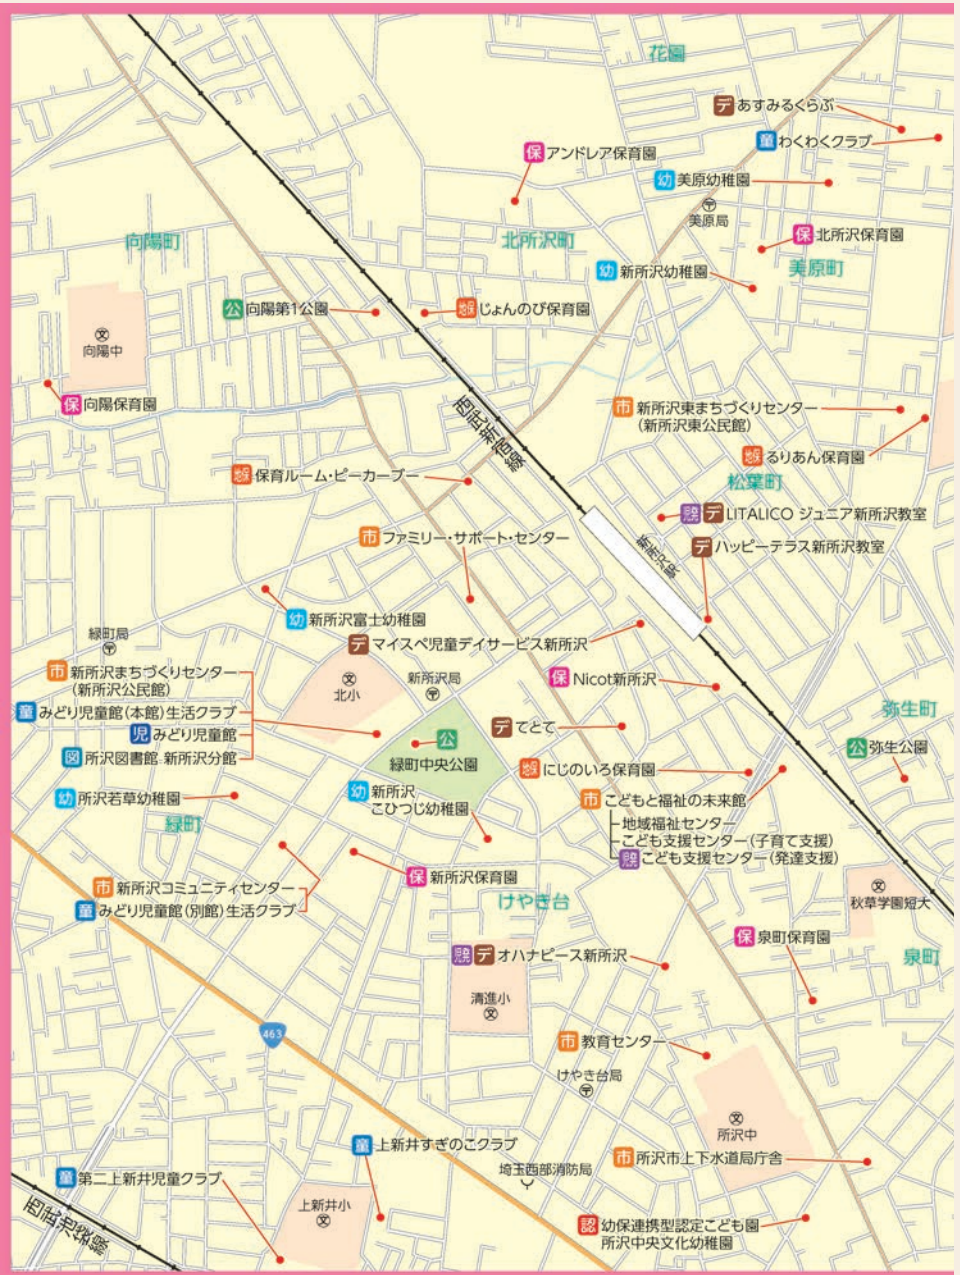 花園
デ あすみるくらぶ
童 わくわくクラブ
保 アンドレア保育園
幼 美原幼稚園
美原局
保 北所沢保育園
向陽町
北所沢町
美原町
幼 新所沢幼稚園
公 向陽第1公園
地保 じょんのび保育園
文
向陽中
保 向陽保育園
西武新宿線
市 新所沢東まちづくりセンター
(新所沢東公民館)
地保 るりあん保育園
地保 保育ルーム・ピーカーブー
松葉町
児発 デ LITALICO ジュニア新所沢教室
市 ファミリー・サポート・センター
新所沢駅
デ ハッピーテラス新所沢教室
幼 新所沢富士幼稚園
緑町局
デ マイスペ児童デイサービス新所沢
市 新所沢まちづくりセンター
(新所沢公民館)
文
北小
新所沢局
保 Nicot新所沢
童 みどり児童館(本館)生活クラブ
児 みどり児童館
図 所沢図書館 新所沢分館
弥生町
デ てとて
公
緑町中央公園
公 弥生公園
地保 にじのいろ保育園
幼 所沢若草幼稚園
幼 新所沢
こひつじ幼稚園
市 こどもと福祉の未来館
地域福祉センター
こども支援センター(子育て支援)
児発 こども支援センター(発達支援)
緑町
保 新所沢保育園
市 新所沢コミュニティセンター
童 みどり児童館(別館)生活クラブ
けやき台
文
秋草学園短大
保 泉町保育園
泉町
児発 デ オハナピース新所沢
清進小
文
463
市 教育センター
けやき台局
文
所沢中
童 上新井すぎのこクラブ
市 所沢市上下水道局庁舎
埼玉西部消防局
童 第二上新井児童クラブ
上新井小
文
西武池袋線
認 幼保連携型認定こども園
所沢中央文化幼稚園